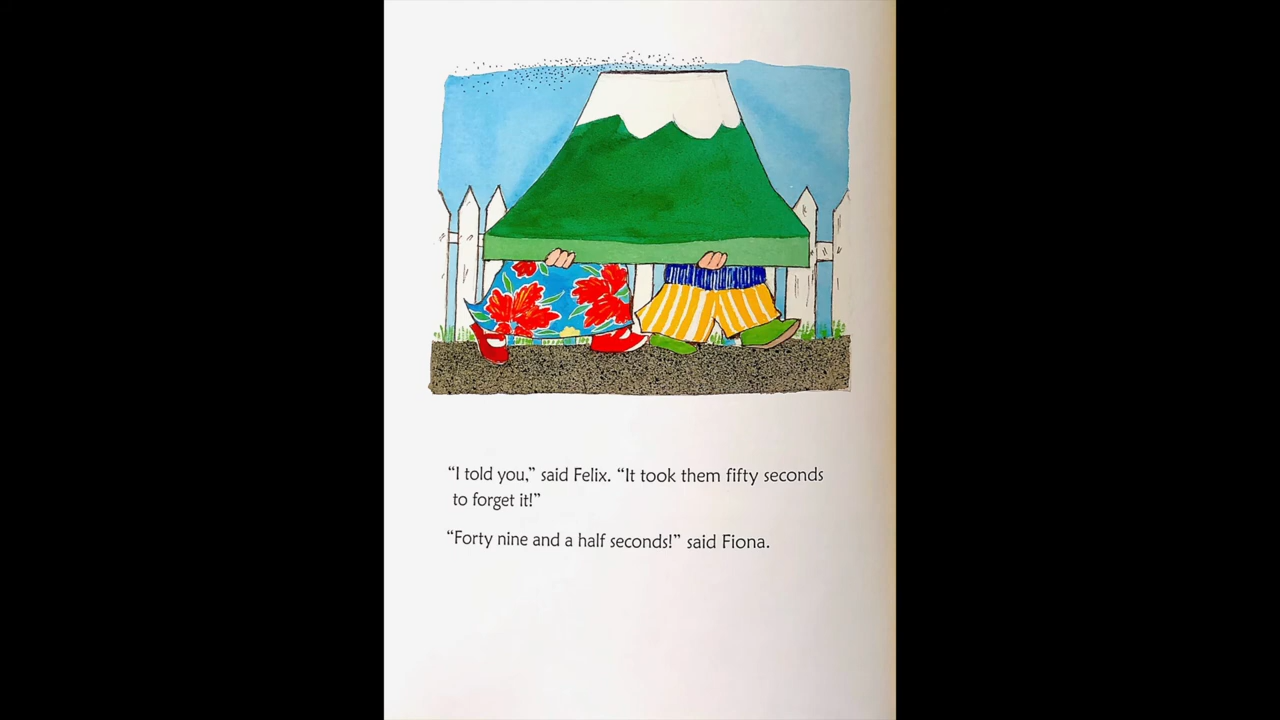 “I told you,” said Felix. “It took them fifty seconds
to forget it!”
“Forty nine and a half seconds!” said Fiona.